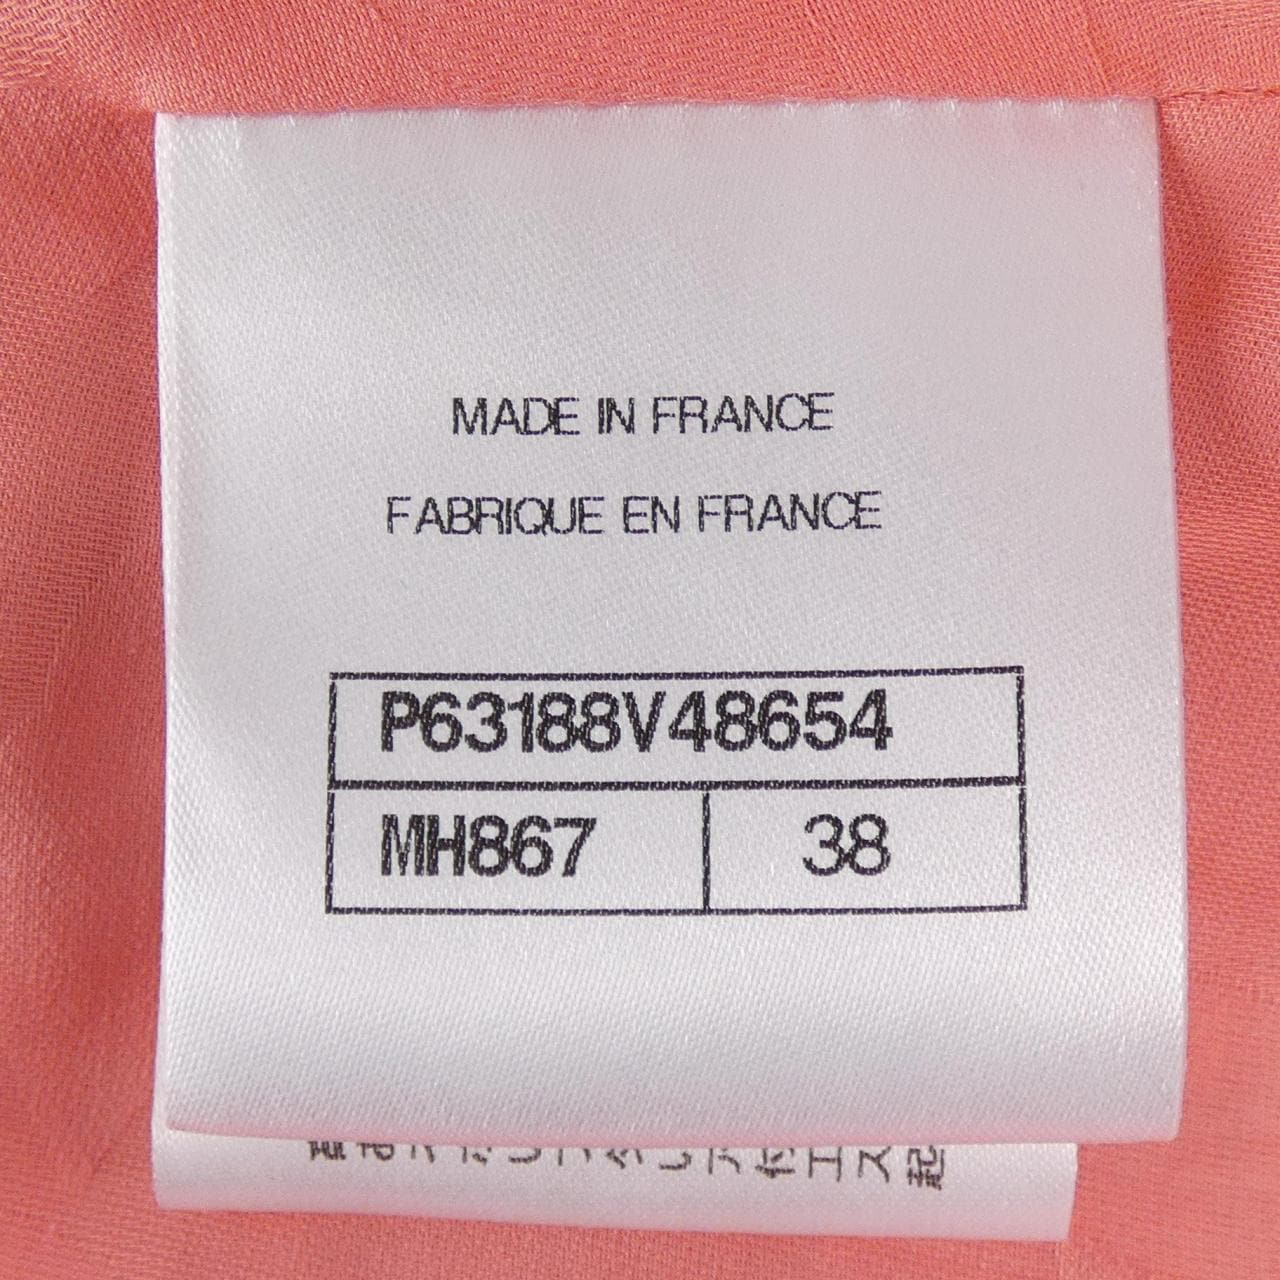 MADE IN FRANCE
FABRIQUE EN FRANCE
P63188V48654
MH867 38